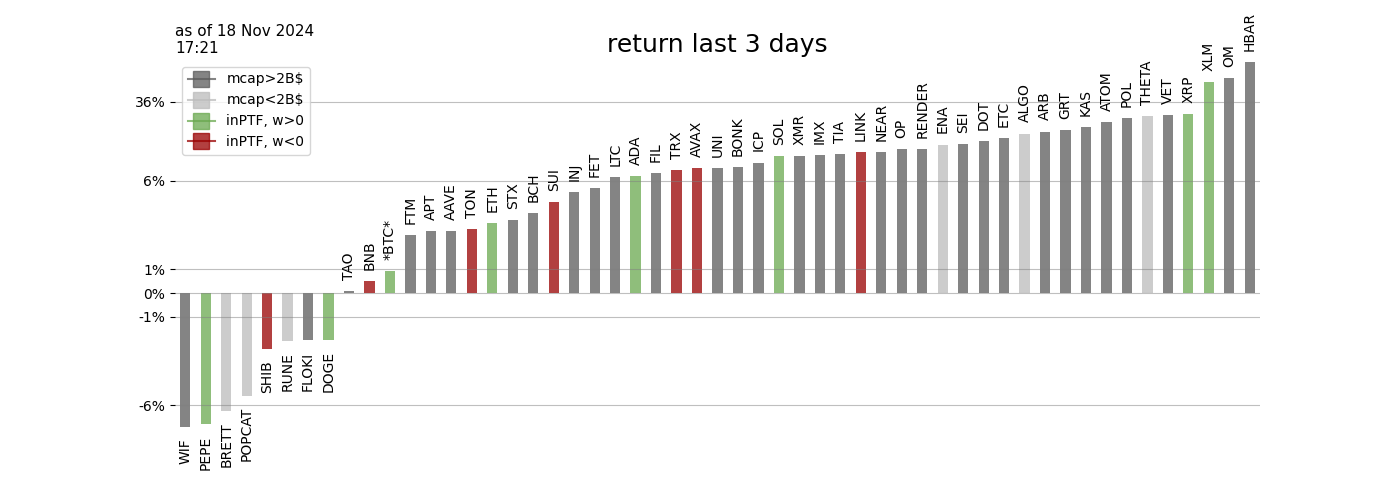 as of 18 Nov 2024
17:21
return last 3 days
mcap>2B$
mcap<2B$
inPTF, w>0
inPTF, w<0
36%
6%
1%
0%
-1%
-6%
WIF
PEPE
BRETT
POPCAT
SHIB
RUNE
FLOKI
DOGE
TAO
BNB
*BTC*
FTM
APT
AAVE
TON
ETH
STX
BCH
SUI
INJ
FET
LTC
ADA
FIL
TRX
AVAX
UNI
BONK
ICP
SOL
XMR
IMX
TIA
LINK
NEAR
OP
RENDER
ENA
SEI
DOT
ETC
ALGO
ARB
GRT
KAS
ATOM
POL
THETA
VET
XRP
XLM
OM
HBAR